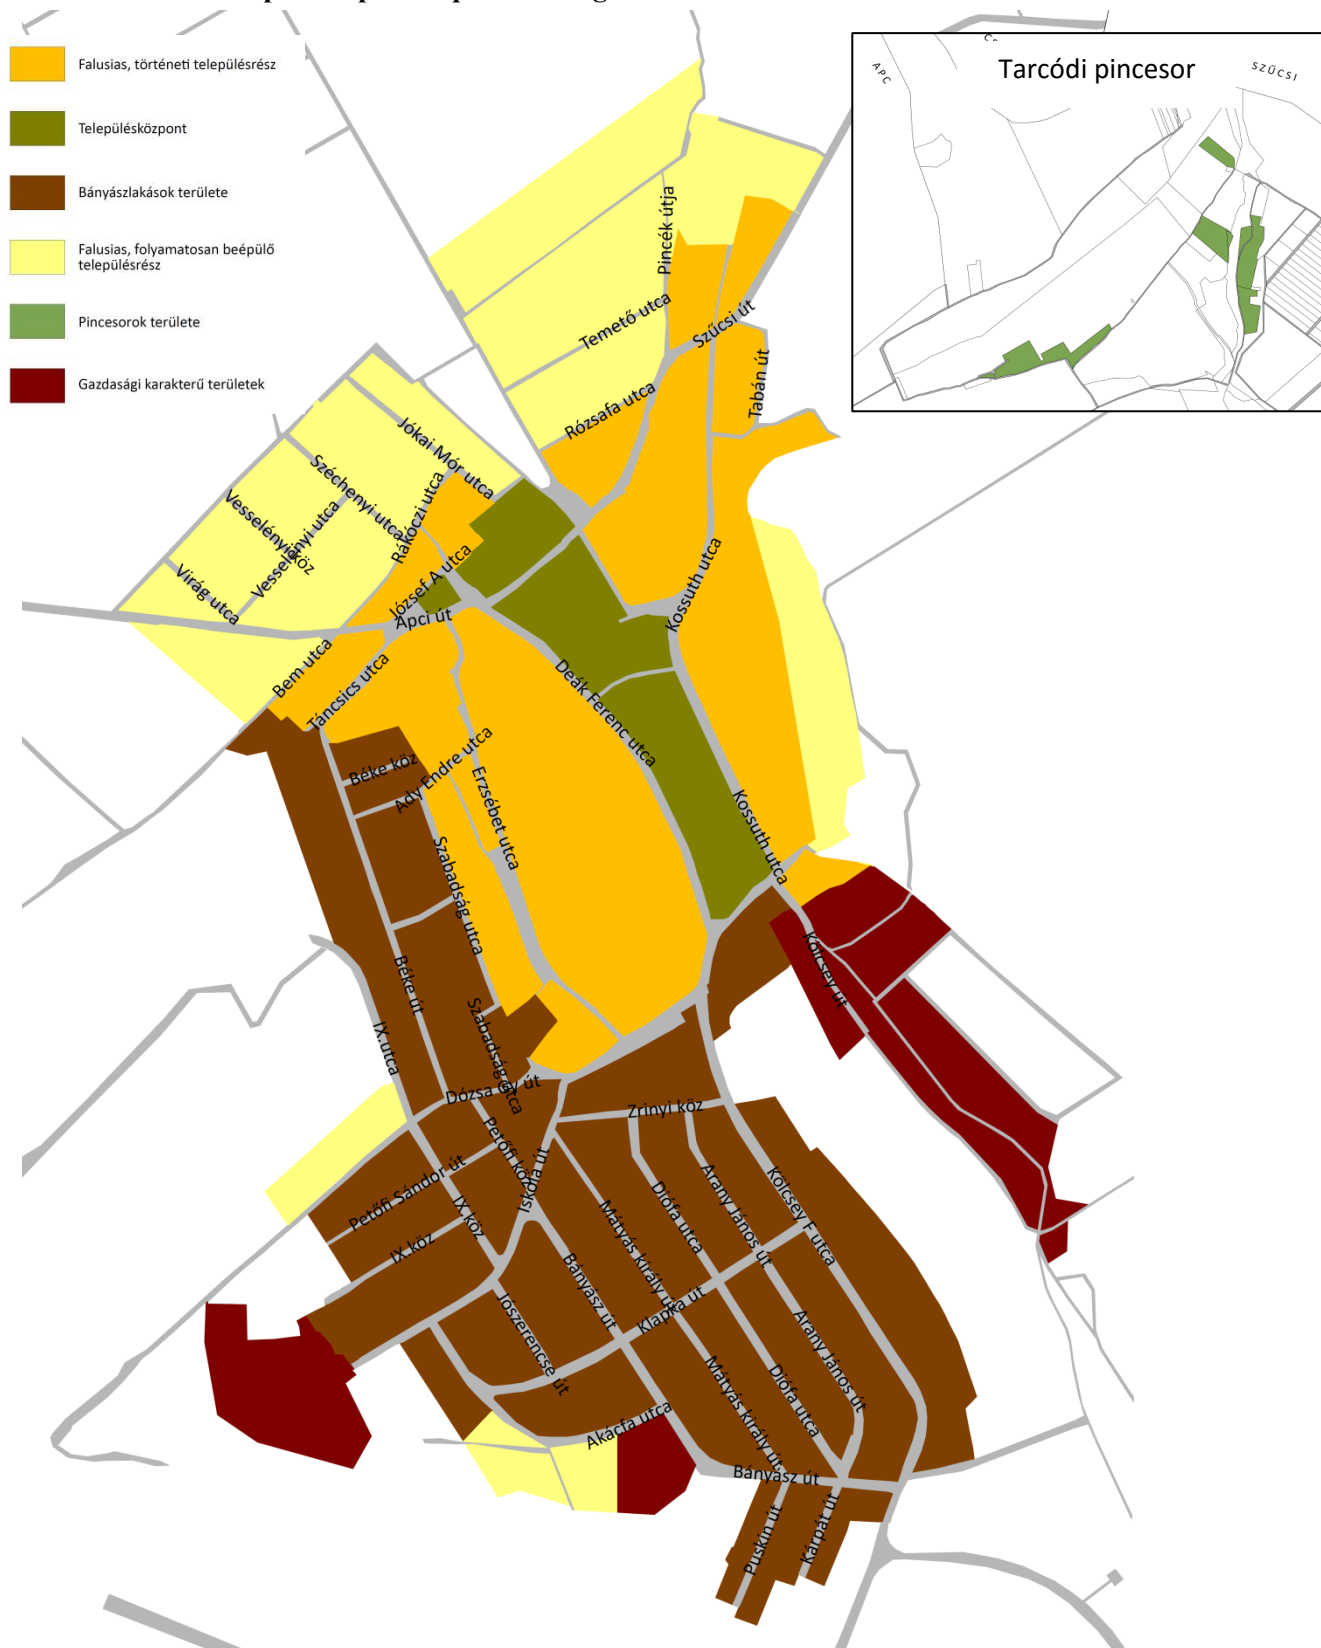 Falusias, történeti településrész
Településközpont
Bányászlakások területe
Falusias, folyamatosan beépülő
településrész
Pincesorok területe
Gazdasági karakterű területek
Tarcódi pincesor
APC
SZŰCSI
Pincék útja
Temető utca
Szűcsi út
Rózsafa utca
Tabán út
Jókai Mór utca
Széchenyi utca
Rákóczi utca
Vesselényi köz
Vesselényi utca
Virág utca
József A utca
Apci út
Kossuth utca
Bem utca
Táncsics utca
Deák Ferenc utca
Béke köz
Ady Endre utca
Erzsébet utca
Kossuth utca
Szabadság utca
Kölcsey út
Béke út
IX.utca
Szabadság utca
Dózsa Gy út
Zrinyi köz
Petőfi köz
Iskola út
Petőfi Sándor út
IX.köz
IX.köz
Mátyás király út
Diófa utca
Arany János út
Kölcsey F utca
Bányász út
Klapka út
Jószerencse út
Arany János út
Diófa utca
Mátyás király út
Akácfa utca
Bányász út
Puskin út
Kárpát út